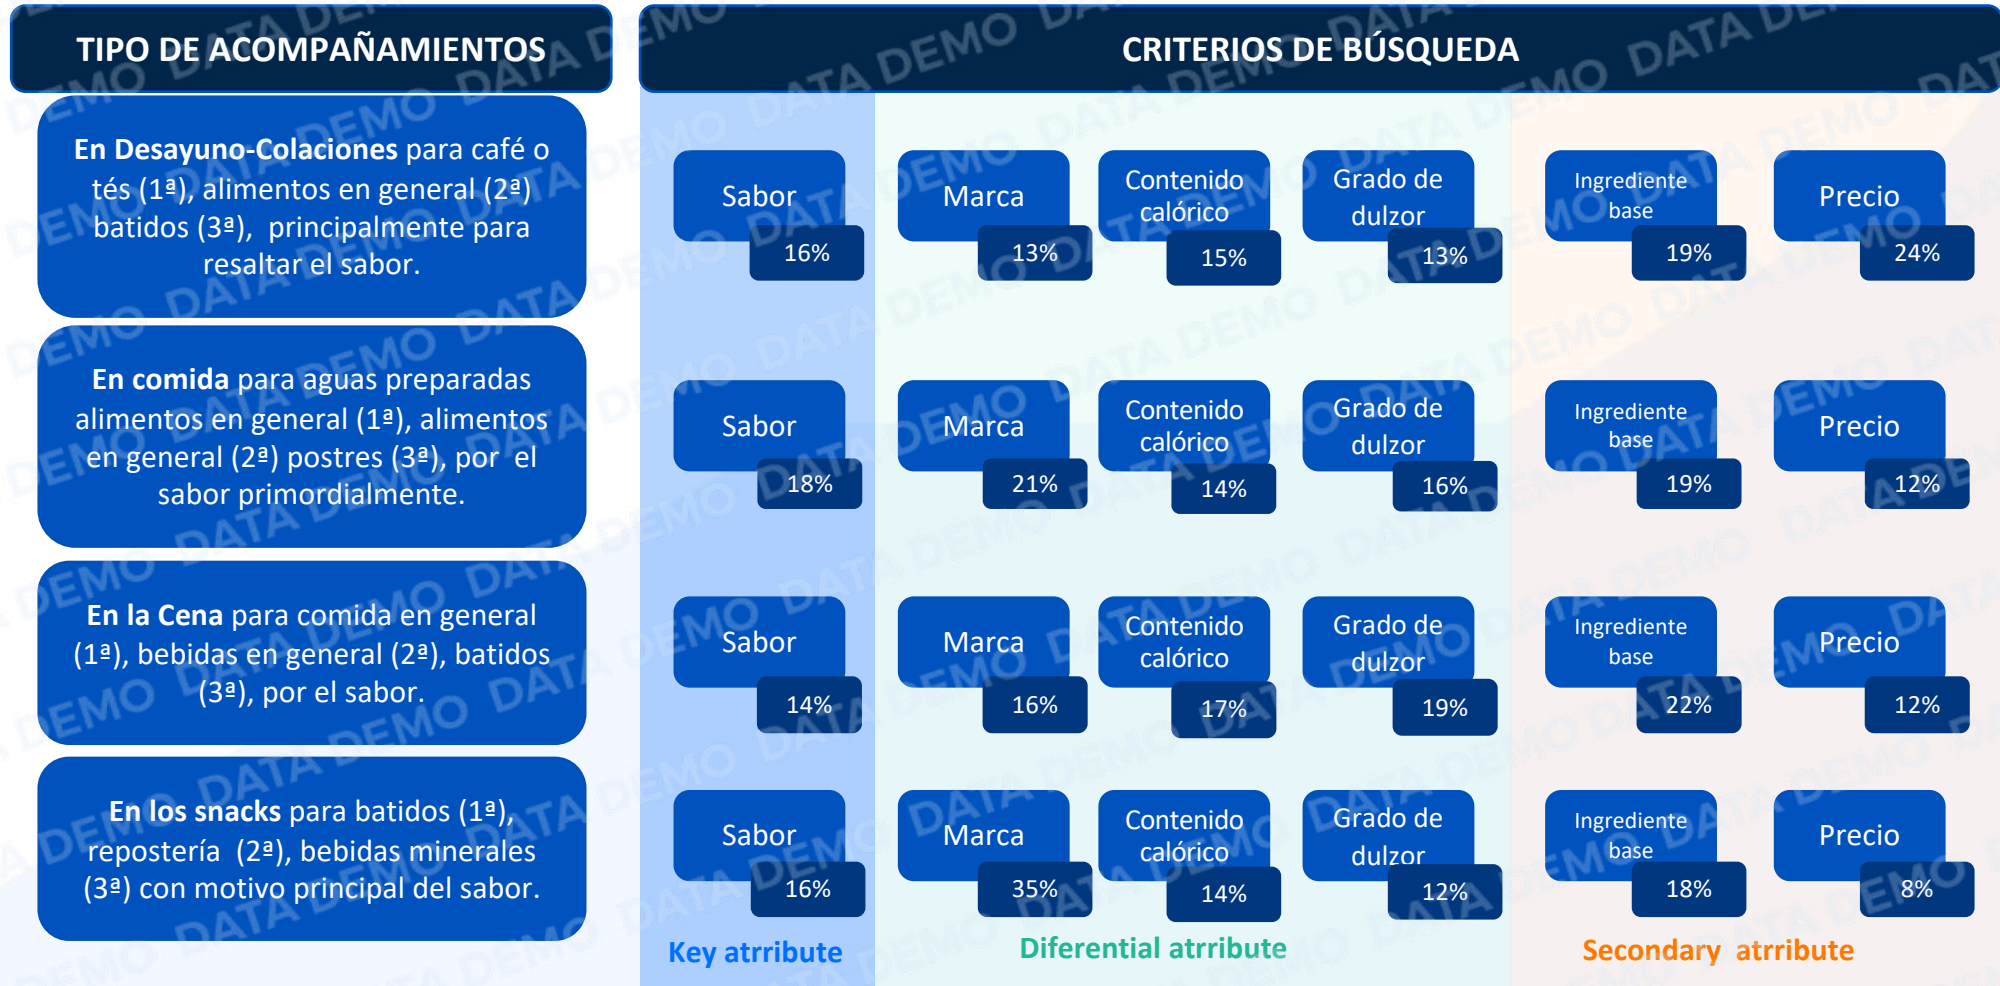 TIPO DE ACOMPAÑAMIENTOS
CRITERIOS DE BÚSQUEDA
En Desayuno-Colaciones para café o
tés (1ª), alimentos en general (2ª)
batidos (3ª), principalmente para
resaltar el sabor.
Sabor
16%
Marca
13%
Contenido
calórico
15%
Grado de
dulzor
13%
Ingrediente
base
19%
Precio
24%
En comida para aguas preparadas
alimentos en general (1ª), alimentos
en general (2ª) postres (3ª), por el
sabor primordialmente.
Sabor
18%
Marca
21%
Contenido
calórico
14%
Grado de
dulzor
16%
Ingrediente
base
19%
Precio
12%
En la Cena para comida en general
(1ª), bebidas en general (2ª), batidos
(3ª), por el sabor.
Sabor
14%
Marca
16%
Contenido
calórico
17%
Grado de
dulzor
19%
Ingrediente
base
22%
Precio
12%
En los snacks para batidos (1ª),
repostería (2ª), bebidas minerales
(3ª) con motivo principal del sabor.
Sabor
16%
Marca
35%
Contenido
calórico
14%
Grado de
dulzor
12%
Ingrediente
base
18%
Precio
8%
Key atrribute
Diferential atrribute
Secondary atrribute
DATA DEMO